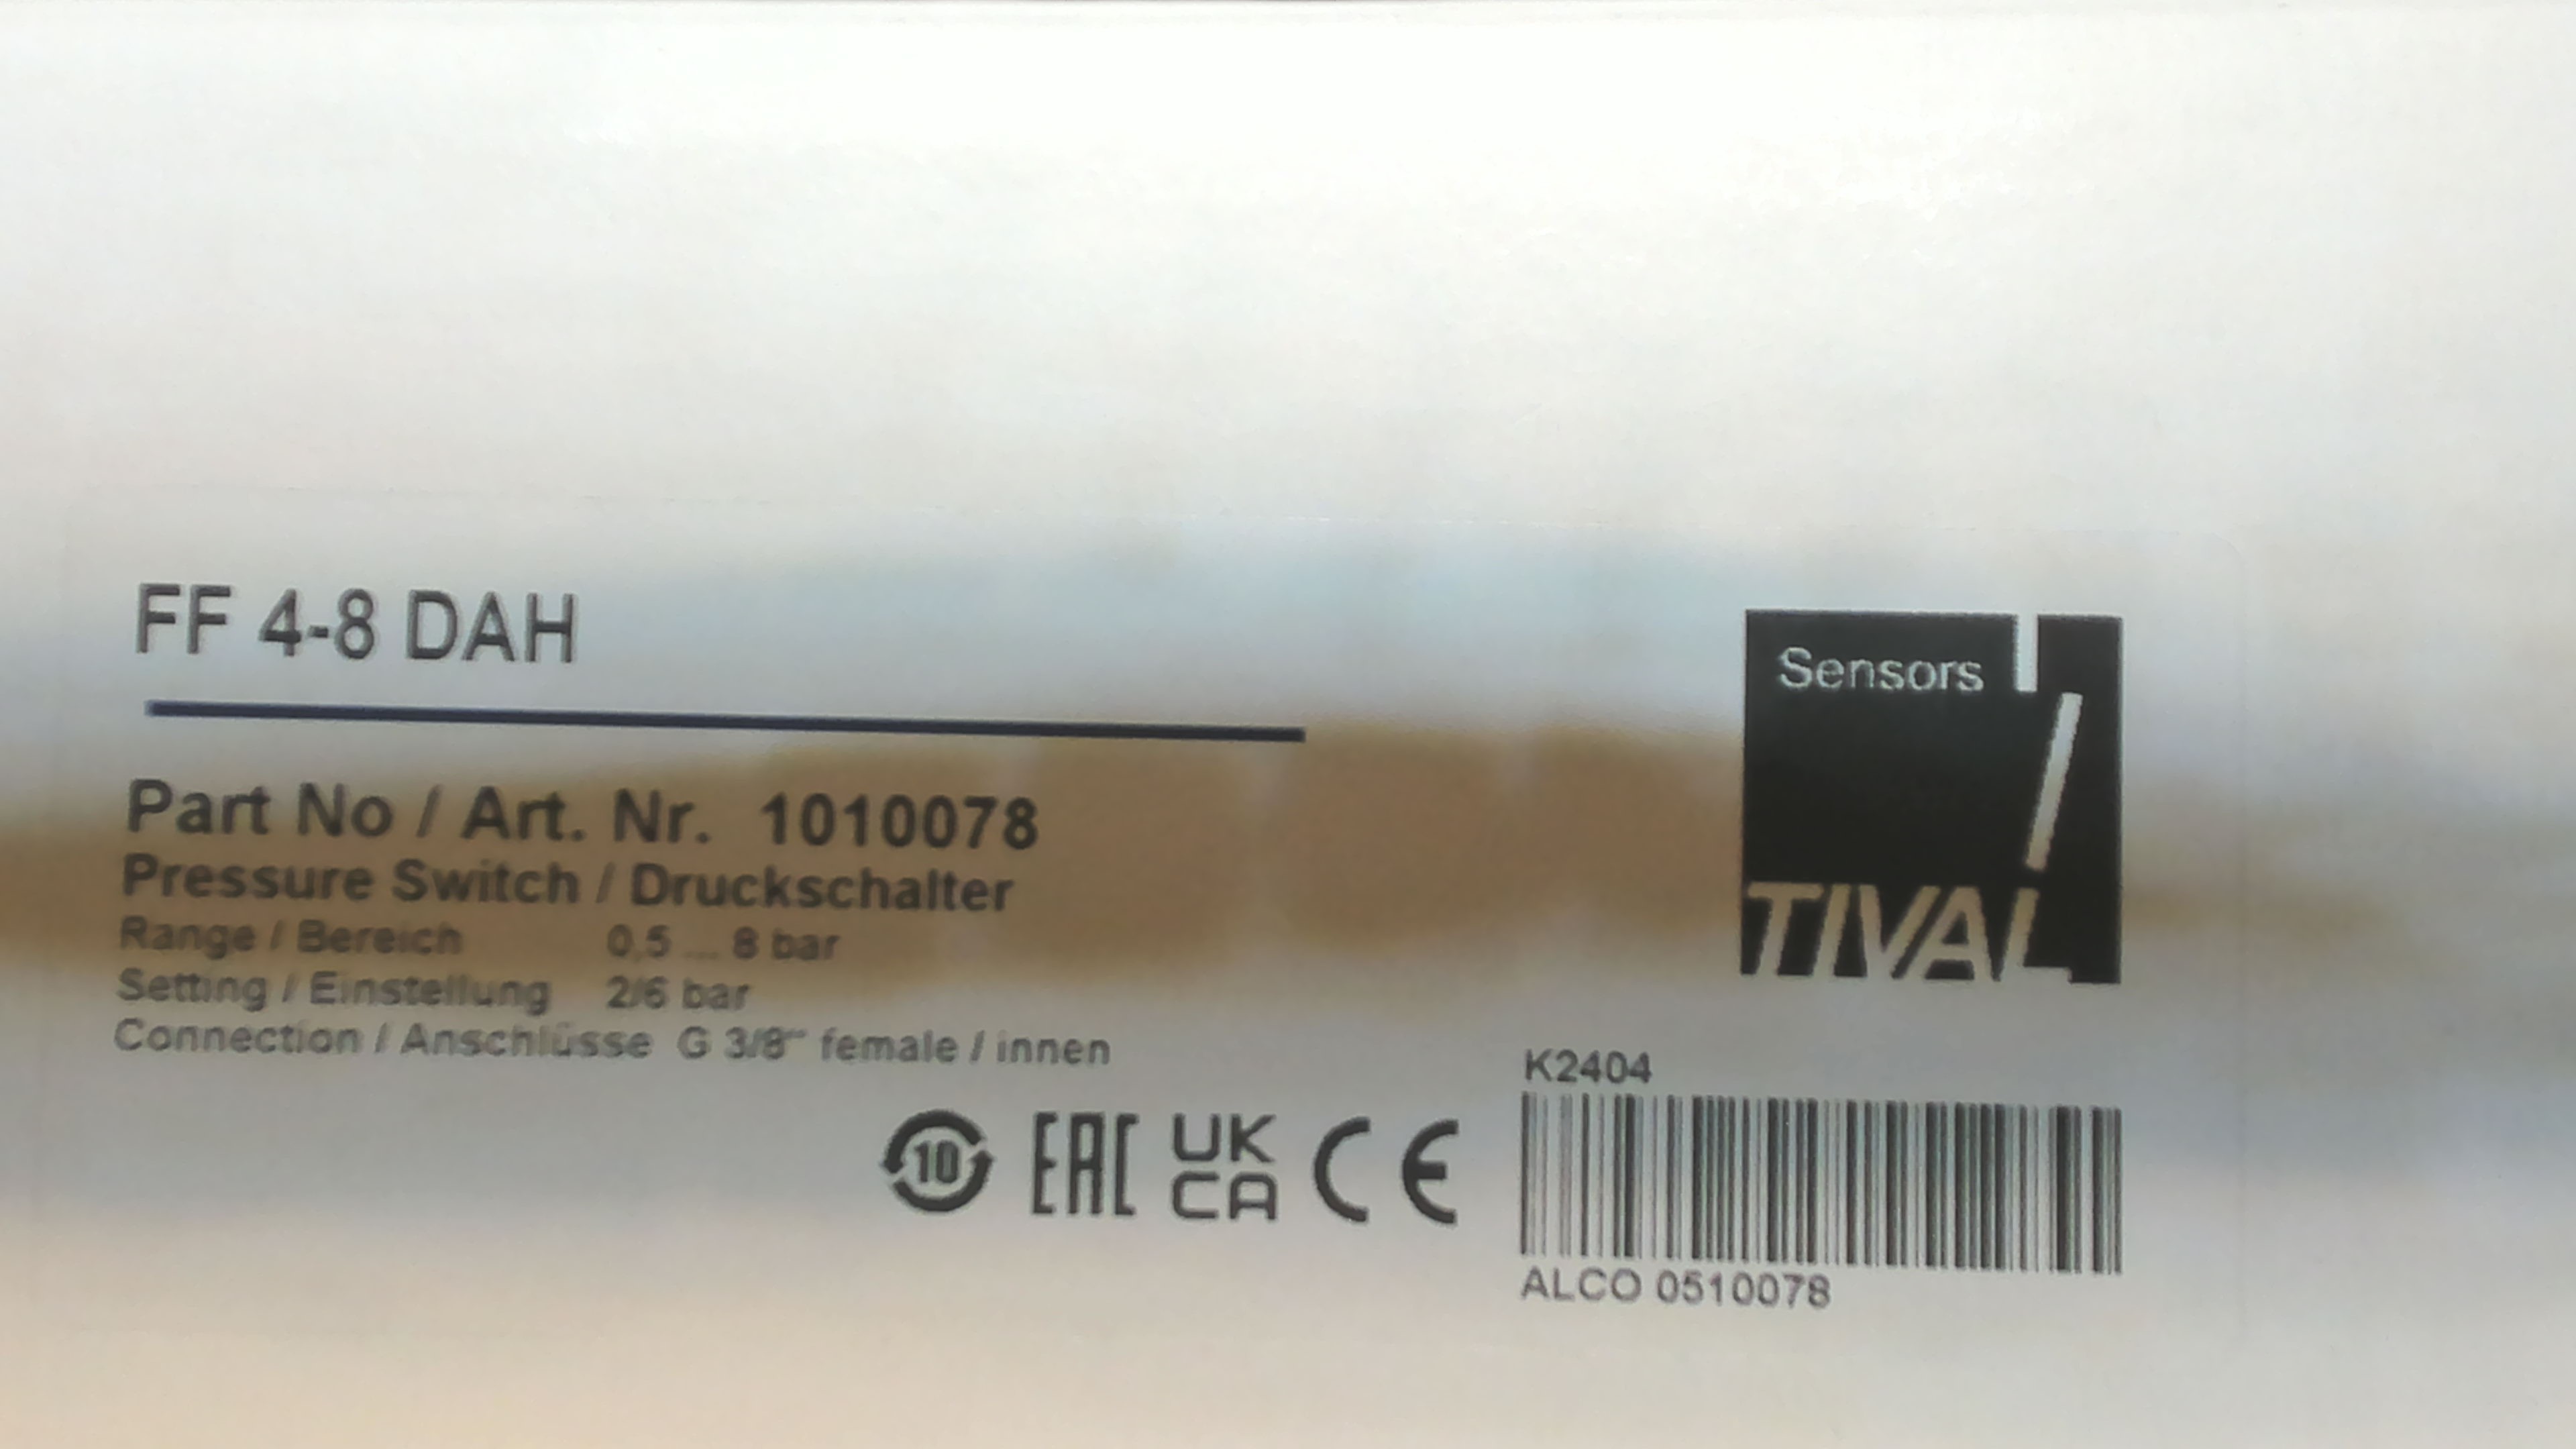 FF 4-8 DAH
Sensors
TIVAL
Part No / Art. Nr. 1010078
Pressure Switch / Druckschalter
Range / Bereich 0,5 ... 8 bar
Setting / Einstellung 2/6 bar
Connection / Anschlüsse G 3/8" female / innen
K2404
10 EAC UK CA CE
ALCO 0510078